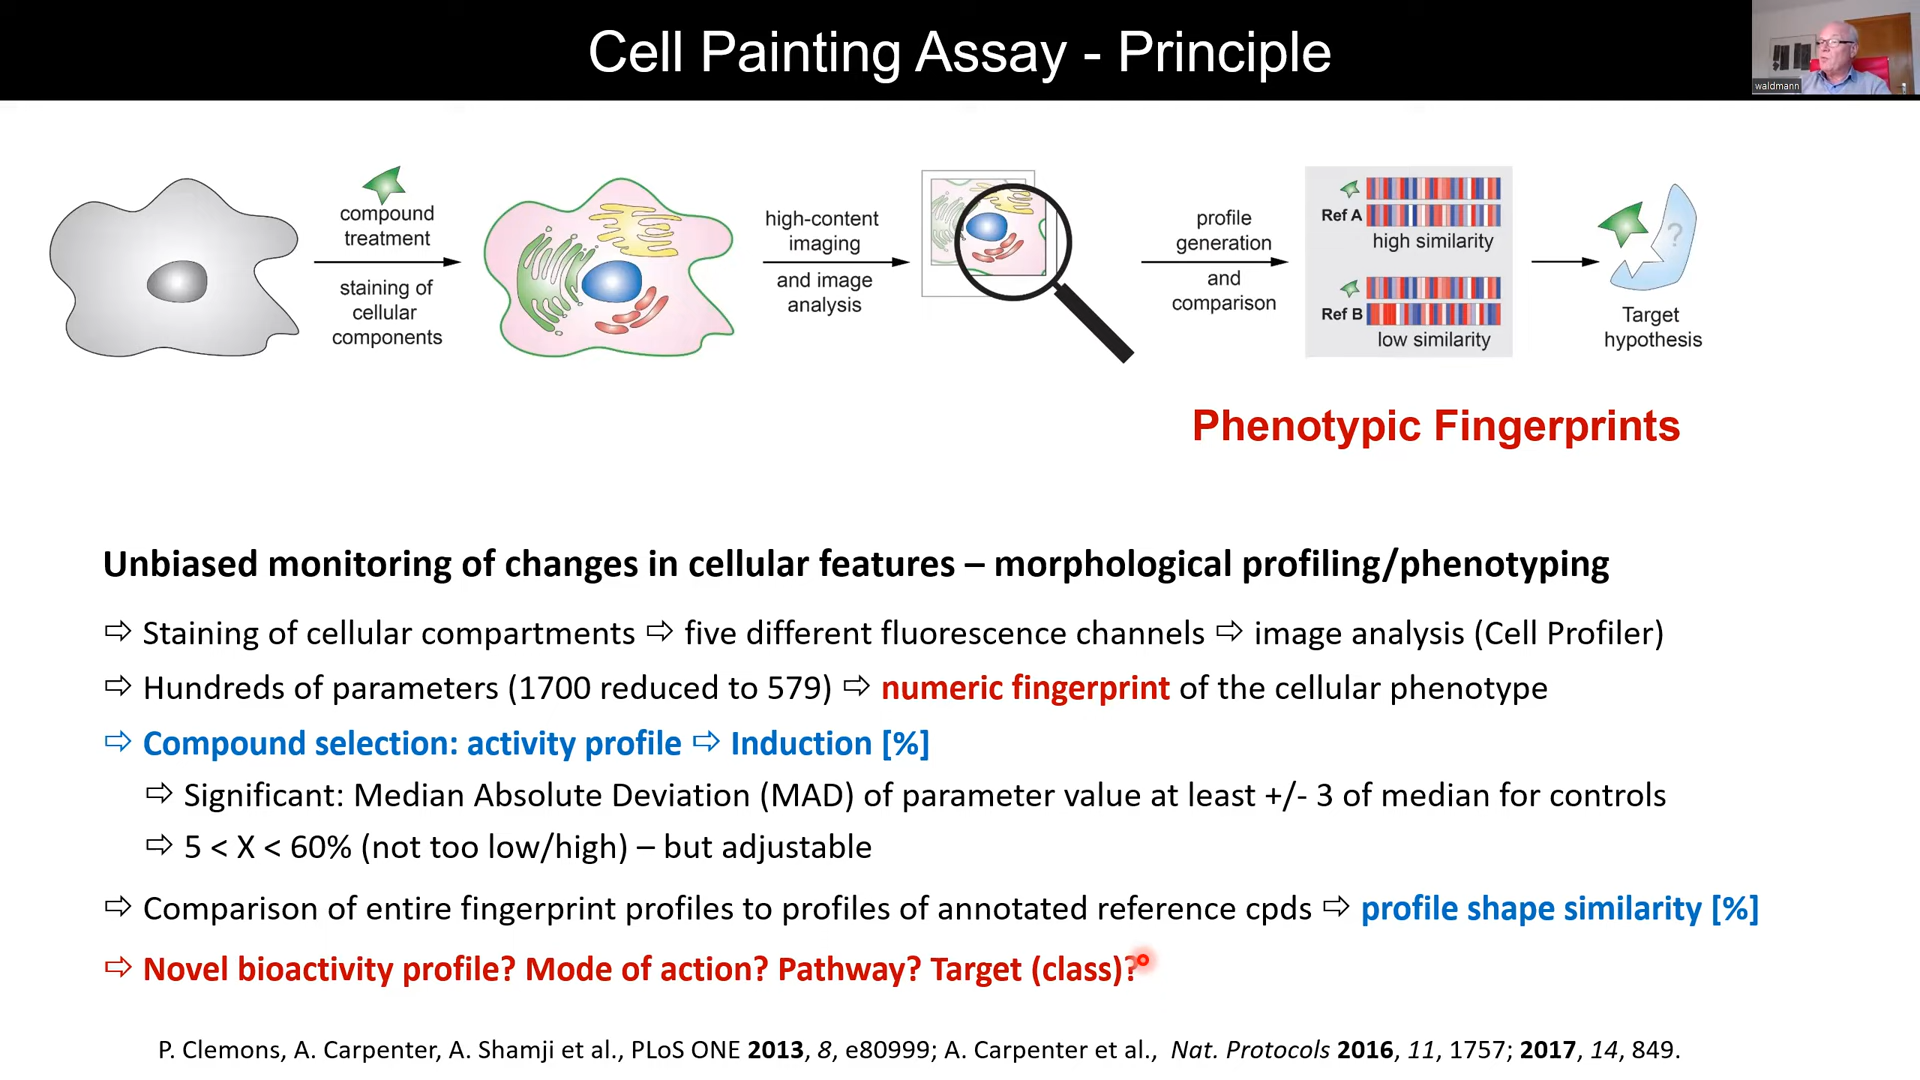 Cell Painting Assay - Principle
waldmann
compound
treatment
staining of
cellular
components
high-content
imaging
and image
analysis
profile
generation
and
comparison
Ref A
high similarity
Ref B
low similarity
?
Target
hypothesis
Phenotypic Fingerprints
Unbiased monitoring of changes in cellular features – morphological profiling/phenotyping
⇨ Staining of cellular compartments ⇨ five different fluorescence channels ⇨ image analysis (Cell Profiler)
⇨ Hundreds of parameters (1700 reduced to 579) ⇨ numeric fingerprint of the cellular phenotype
⇨ Compound selection: activity profile ⇨ Induction [%]
⇨ Significant: Median Absolute Deviation (MAD) of parameter value at least +/- 3 of median for controls
⇨ 5 < X < 60% (not too low/high) – but adjustable
⇨ Comparison of entire fingerprint profiles to profiles of annotated reference cpds ⇨ profile shape similarity [%]
⇨ Novel bioactivity profile? Mode of action? Pathway? Target (class)?
P. Clemons, A. Carpenter, A. Shamji et al., PLoS ONE 2013, 8, e80999; A. Carpenter et al., Nat. Protocols 2016, 11, 1757; 2017, 14, 849.